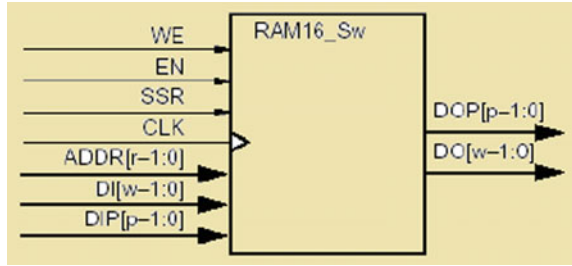 WE
EN
SSR
CLK
ADDR[r–1:0]
DI[w–1:0]
DIP[p–1:0]
RAM16_Sw
DOP[p–1:0]
DO[w–1:O]